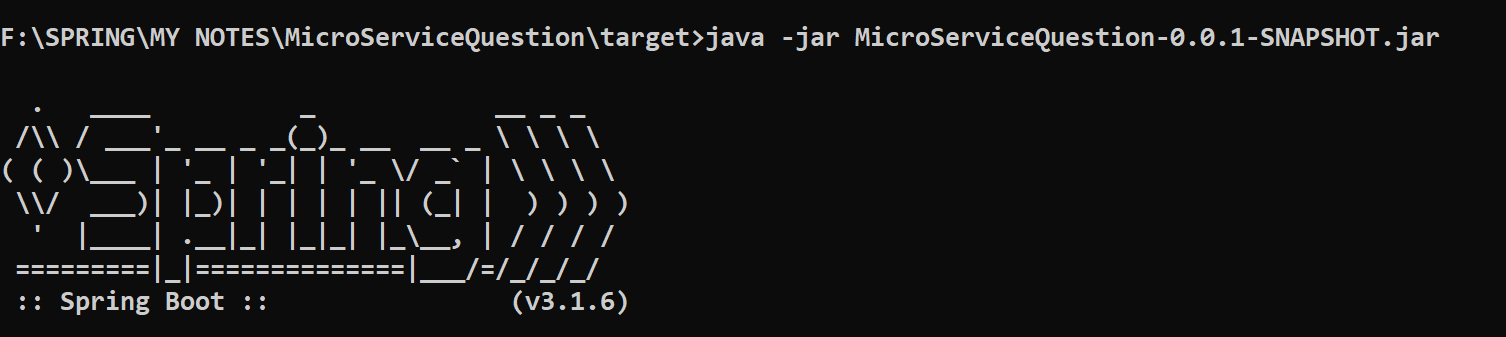 F:\SPRING\MY NOTES\MicroServiceQuestion\target>java -jar MicroServiceQuestion-0.0.1-SNAPSHOT.jar
  .   ____          _            __ _ _
 /\\ / ___'_ __ _ _(_)_ __  __ _ \ \ \ \
( ( )\___ | '_ | '_| | '_ \/ _` | \ \ \ \
 \\/  ___)| |_)| | | | | || (_| |  ) ) ) )
  '  |____| .__|_| |_|_| |_\__, | / / / /
 =========|_|==============|___/=/_/_/_/
 :: Spring Boot ::                (v3.1.6)